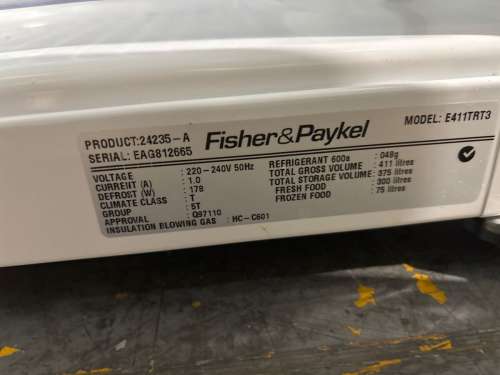 PRODUCT:24235-A
SERIAL: EAG812665
Fisher&Paykel
MODEL: E411TRT3
VOLTAGE : 220-240V 50Hz
CURRENT (A) : 1.0
DEFROST (W) : 178
CLIMATE CLASS : T
GROUP : 5T
APPROVAL : Q97110
INSULATION BLOWING GAS : HC-C601
REFRIGERANT 600a : 048g
TOTAL GROSS VOLUME : 411 litres
TOTAL STORAGE VOLUME : 375 litres
FRESH FOOD : 300 litres
FROZEN FOOD : 75 litres